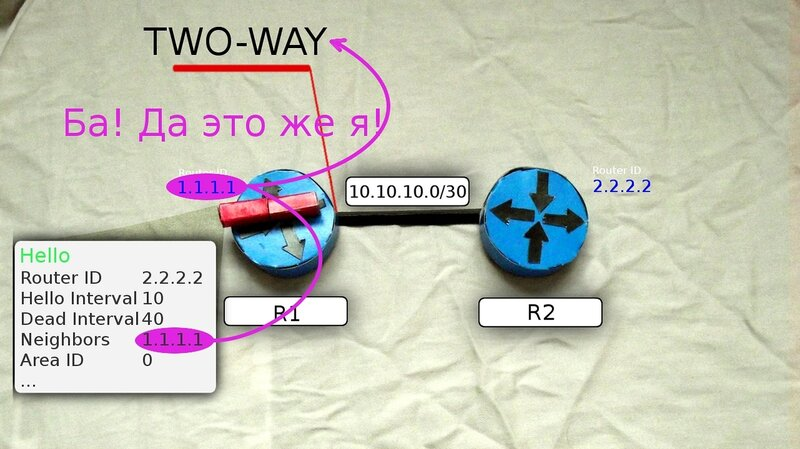 TWO-WAY
Ба! Да это же я!
Router ID
1.1.1.1
10.10.10.0/30
Router ID
2.2.2.2
Hello
Router ID 2.2.2.2
Hello Interval 10
Dead Interval 40
Neighbors 1.1.1.1
Area ID 0
...
R1
R2